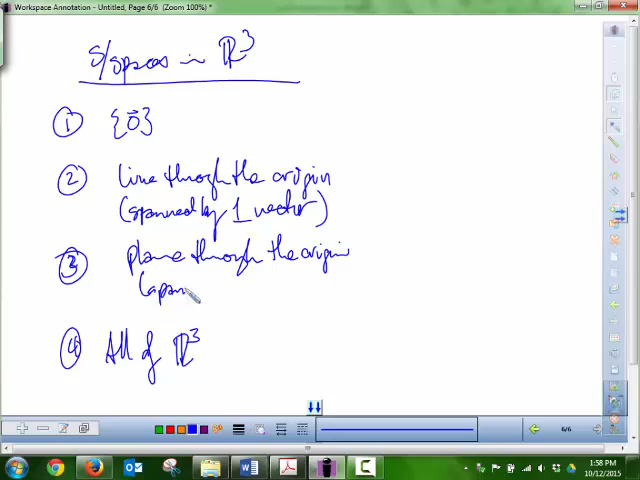 Workspace Annotation - Untitled, Page 6/6 (Zoom 100%) *
S/Spaces in ℝ³
① {0⃗}
② line through the origin
(spanned by 1 vector)
③ plane through the origin
(span
④ All of ℝ³
6/6
1:58 PM
10/12/2015